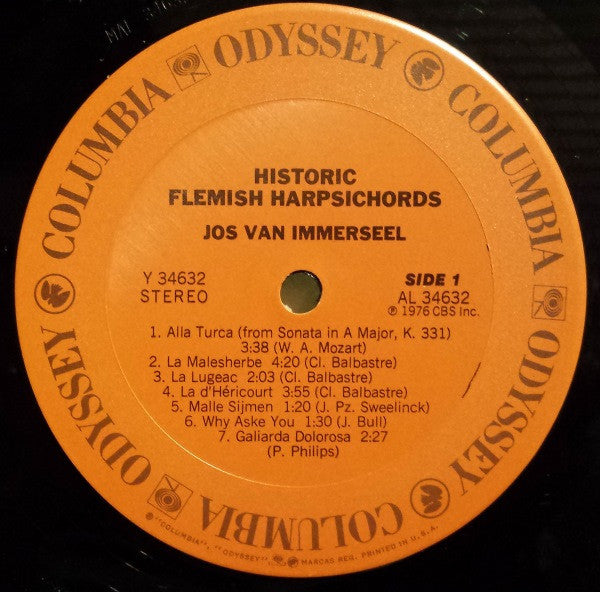 COLUMBIA ODYSSEY COLUMBIA ODYSSEY COLUMBIA ODYSSEY COLUMBIA ODYSSEY
HISTORIC
FLEMISH HARPSICHORDS
JOS VAN IMMERSEEL
Y 34632
STEREO
SIDE 1
AL 34632
℗ 1976 CBS Inc.
1. Alla Turca (from Sonata in A Major, K. 331)
3:38 (W. A. Mozart)
2. La Malesherbe 4:20 (Cl. Balbastre)
3. La Lugeac 2:03 (Cl. Balbastre)
4. La d'Héricourt 3:55 (Cl. Balbastre)
5. Malle Sijmen 1:20 (J. Pz. Sweelinck)
6. Why Aske You 1:30 (J. Bull)
7. Galiarda Dolorosa 2:27
(P. Philips)
"COLUMBIA", "ODYSSEY", MARCAS REG. PRINTED IN U.S.A.